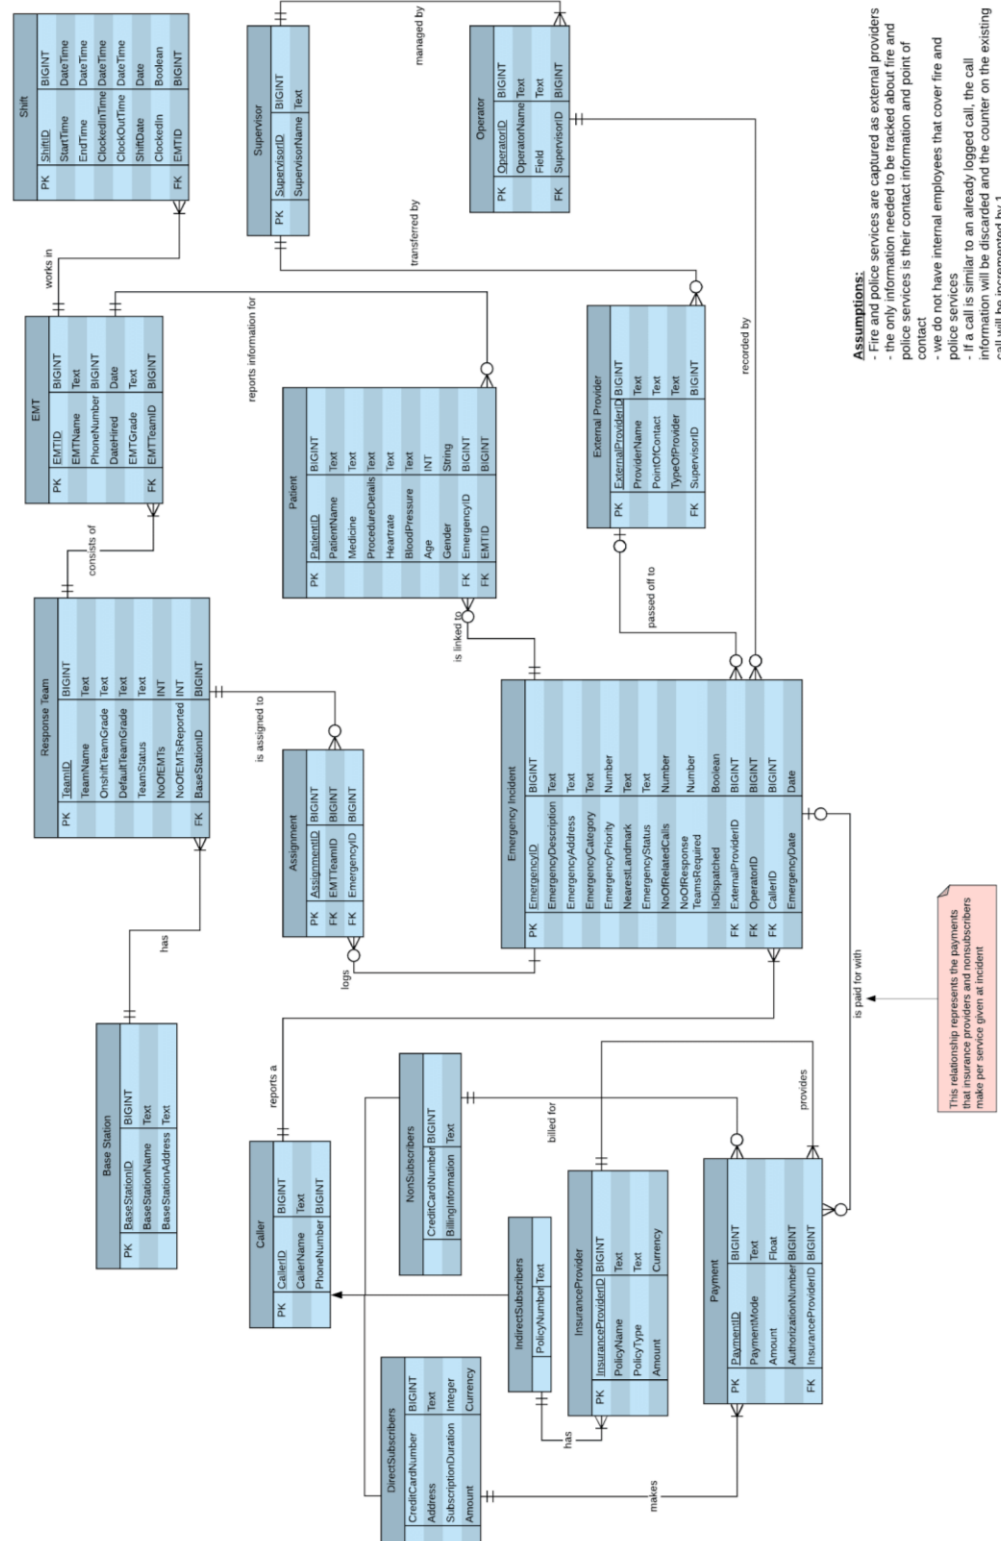 Shift
PK ShiftID BIGINT
StartTime DateTime
EndTime DateTime
ClockedInTime DateTime
ClockOutTime DateTime
ShiftDate Date
ClockedIn Boolean
FK EMTID BIGINT
works in
EMT
PK EMTID BIGINT
EMTName Text
PhoneNumber BIGINT
DateHired Date
EMTGrade Text
FK EMTTeamID BIGINT
consists of
Response Team
PK TeamID BIGINT
TeamName Text
OnshiftTeamGrade Text
DefaultTeamGrade Text
TeamStatus Text
NoOfEMTs INT
NoOfEMTsReported INT
FK BaseStationID BIGINT
has
Base Station
PK BaseStationID BIGINT
BaseStationName Text
BaseStationAddress Text
Supervisor
PK SupervisorID BIGINT
SupervisorName Text
managed by
transferred by
Operator
PK OperatorID BIGINT
OperatorName Text
Field Text
FK SupervisorID BIGINT
recorded by
reports information for
Patient
PK PatientID BIGINT
PatientName Text
Medicine Text
ProcedureDetails Text
Heartrate Text
BloodPressure Text
Age INT
Gender String
FK EmergencyID BIGINT
FK EMTID BIGINT
is linked to
External Provider
PK ExternalProviderID BIGINT
ProviderName Text
PointOfContact Text
TypeOfProvider Text
FK SupervisorID BIGINT
passed off to
is assigned to
Assignment
PK AssignmentID BIGINT
FK EMTTeamID BIGINT
FK EmergencyID BIGINT
logs
Emergency Incident
PK EmergencyID BIGINT
EmergencyDescription Text
EmergencyAddress Text
EmergencyCategory Text
EmergencyPriority Number
NearestLandmark Text
EmergencyStatus Text
NoOfRelatedCalls Number
NoOfResponse
TeamsRequired Number
IsDispatched Boolean
FK ExternalProviderID BIGINT
FK OperatorID BIGINT
FK CallerID BIGINT
EmergencyDate Date
reports a
Caller
PK CallerID BIGINT
CallerName Text
PhoneNumber BIGINT
NonSubscribers
CreditCardNumber BIGINT
BillingInformation Text
billed for
IndirectSubscribers
PolicyNumber Text
has
InsuranceProvider
PK InsuranceProviderID BIGINT
PolicyName Text
PolicyType Text
Amount Currency
provides
DirectSubscribers
CreditCardNumber BIGINT
Address Text
SubscriptionDuration Integer
Amount Currency
makes
Payment
PK PaymentID BIGINT
PaymentMode Text
Amount Float
AuthorizationNumber BIGINT
FK InsuranceProviderID BIGINT
is paid for with
This relationship represents the payments
that insurance providers and nonsubscribers
make per service given at incident
Assumptions:
- Fire and police services are captured as external providers
- the only information needed to be tracked about fire and
police services is their contact information and point of
contact
- we do not have internal employees that cover fire and
police services
- If a call is similar to an already logged call, the call
information will be discarded and the counter on the existing
call will be incremented by 1